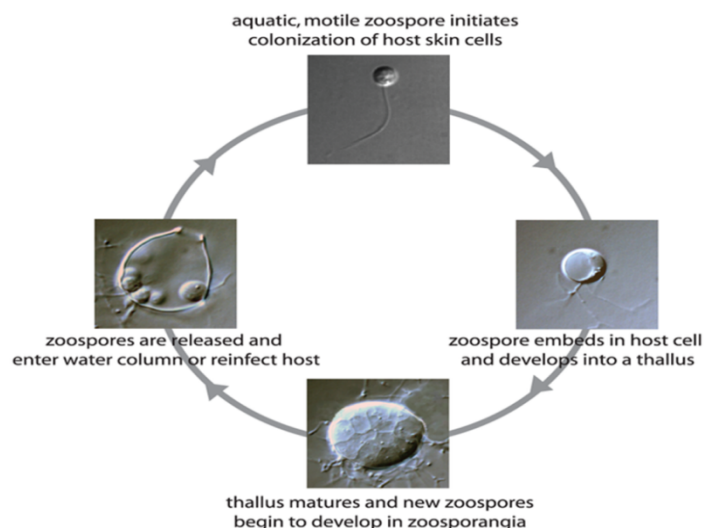 aquatic, motile zoospore initiates
colonization of host skin cells
zoospore embeds in host cell
and develops into a thallus
thallus matures and new zoospores
begin to develop in zoosporangia
zoospores are released and
enter water column or reinfect host